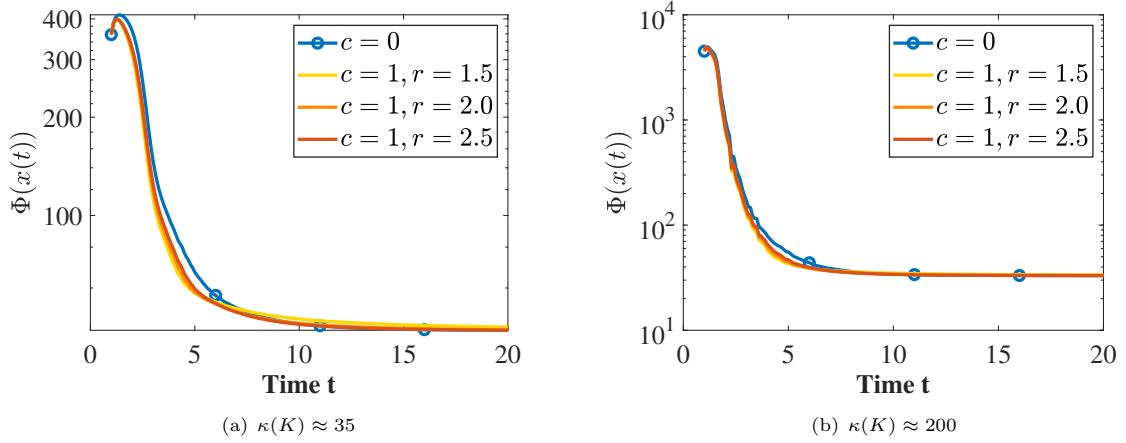 400
300
200
100
Φ(x(t))
c = 0
c = 1, r = 1.5
c = 1, r = 2.0
c = 1, r = 2.5
0 5 10 15 20
Time t
(a) κ(K) ≈ 35
10^4
10^3
10^2
10^1
Φ(x(t))
c = 0
c = 1, r = 1.5
c = 1, r = 2.0
c = 1, r = 2.5
0 5 10 15 20
Time t
(b) κ(K) ≈ 200